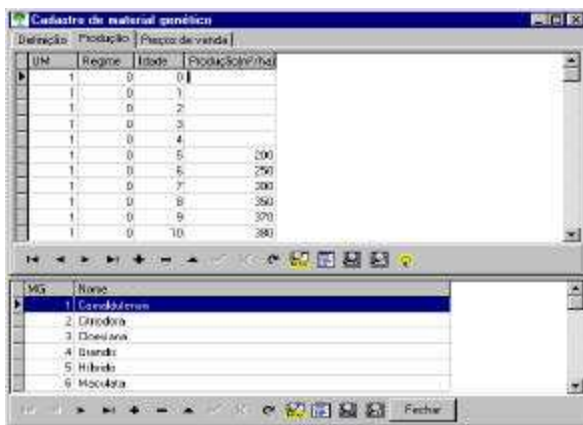 Cadastro de material genético
Definição Produção Preços de venda
UM Regime Idade Produção(m³/ha)
1 0 0
1 0 1
1 0 2
1 0 3
1 0 4
1 0 5 200
1 0 6 250
1 0 7 300
1 0 8 350
1 0 9 370
1 0 10 380
MG Nome
1 Camaldulensis
2 Citriodora
3 Cloesiana
4 Grandis
5 Híbrido
6 Maculata
Fechar